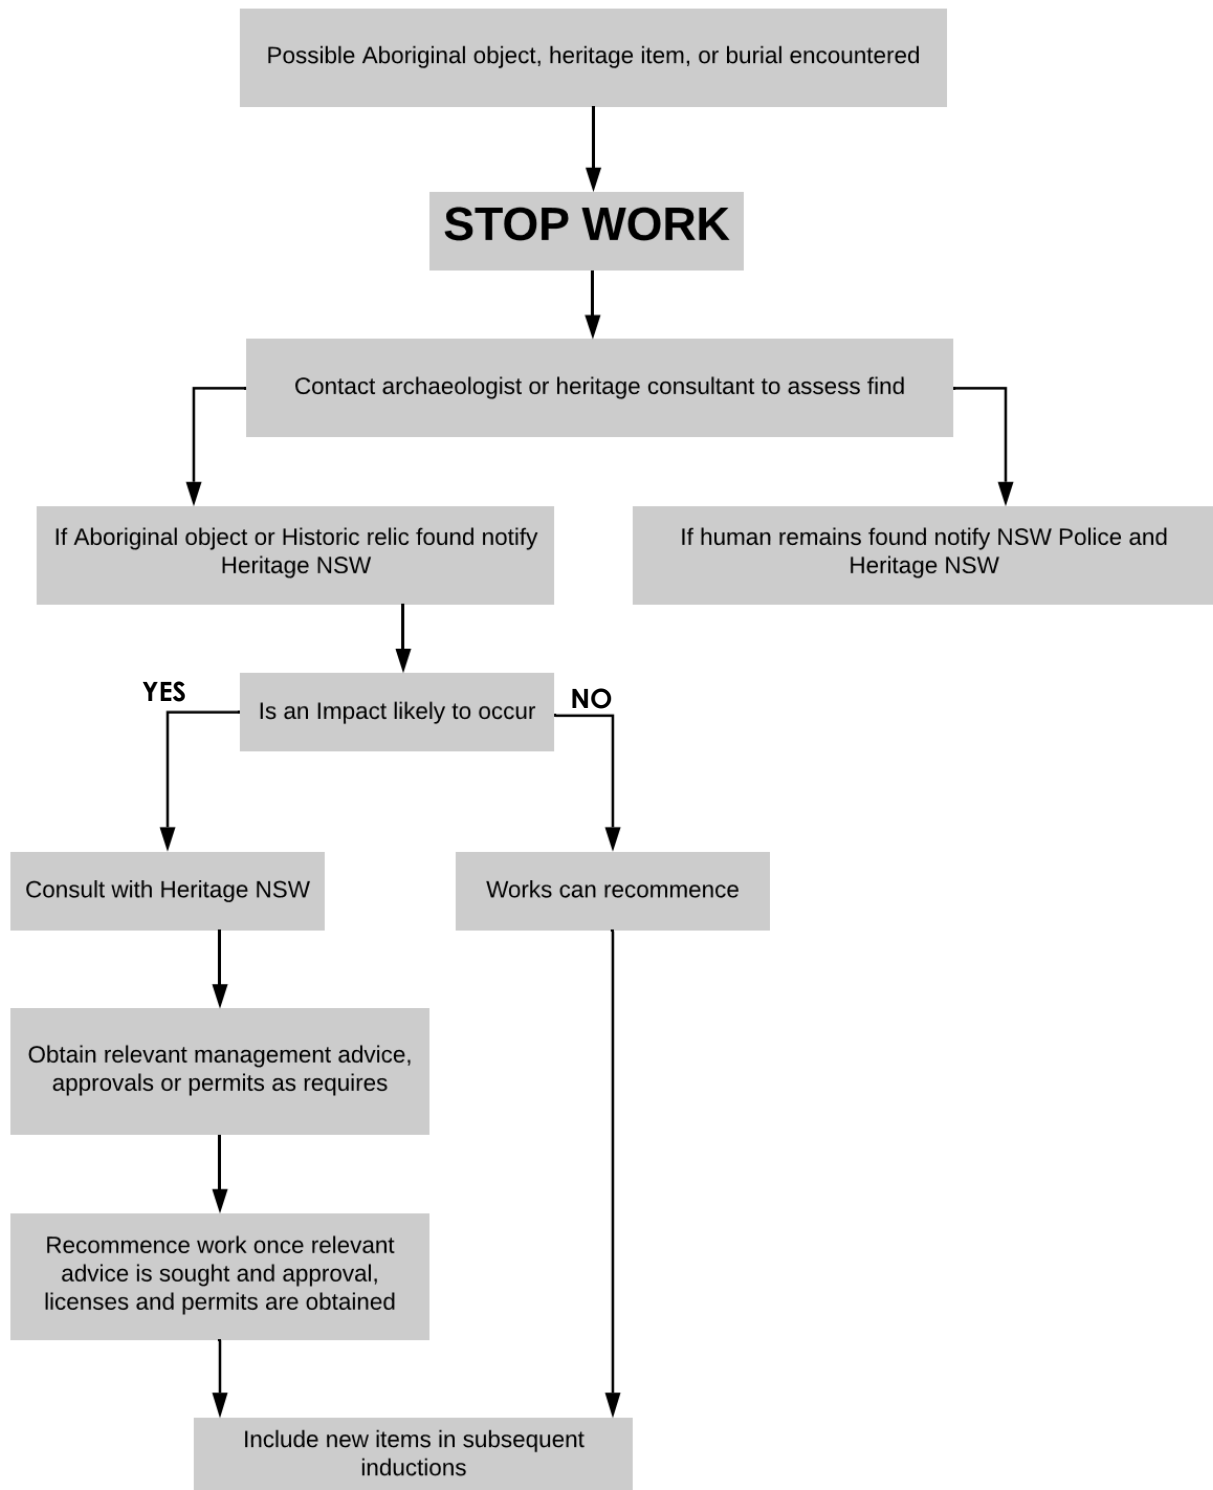 Possible Aboriginal object, heritage item, or burial encountered
STOP WORK
Contact archaeologist or heritage consultant to assess find
If Aboriginal object or Historic relic found notify
Heritage NSW
If human remains found notify NSW Police and
Heritage NSW
YES
Is an Impact likely to occur
NO
Consult with Heritage NSW
Works can recommence
Obtain relevant management advice,
approvals or permits as requires
Recommence work once relevant
advice is sought and approval,
licenses and permits are obtained
Include new items in subsequent
inductions